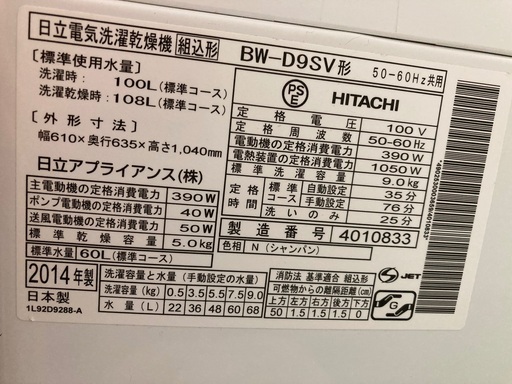 日立電気洗濯乾燥機 組込形 BW-D9SV形 50-60Hz共用
〔標準使用水量〕
洗濯時： 100L(標準コース)
洗濯乾燥時：108L(標準コース)
〔外形寸法〕
幅610×奥行635×高さ1,040mm
日立アプライアンス(株)
主電動機の定格消費電力 390W
ポンプ電動機の定格消費電力 40W
送風電動機の定格消費電力 50W
標準乾燥容量 5.0kg
標準水量 60L(標準コース)
PSE HITACHI
定格電圧 100V
定格周波数 50-60Hz
電動機の定格消費電力 390W
電熱装置の定格消費電力 1050W
定格容量 9.0kg
定格時間 標準コース 自動設定 35分
手動設定 76分
洗いのみ 25分
製造番号 4010833
色相 N (シャンパン)
2014年製
日本製
1L92D9288-A
洗濯容量と水量 (手動設定の水量)
容量(kg) 0.5 3.5 5.5 7.5 9.0
水量(L) 22 36 48 60 68
消防法 基準適合 組込形
可燃物からの離隔距離(cm)
上方 左方 右方 後方 下方
50 1.5 1.5 1.5 0
S JET
G